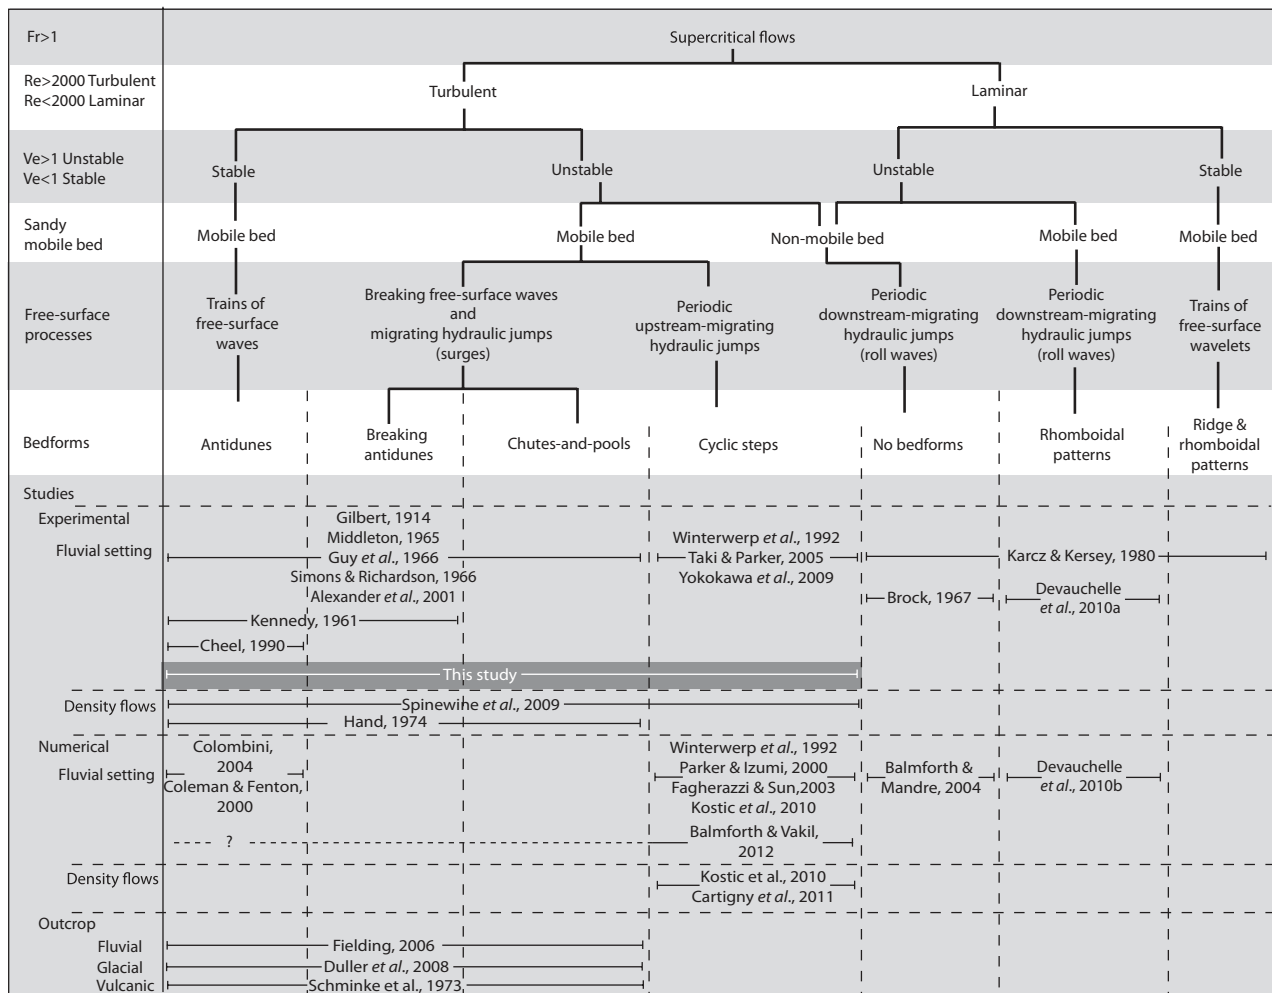 Fr>1
Supercritical flows
Re>2000 Turbulent
Re<2000 Laminar
Turbulent
Laminar
Ve>1 Unstable
Ve<1 Stable
Stable
Unstable
Unstable
Stable
Sandy
mobile bed
Mobile bed
Mobile bed
Non-mobile bed
Mobile bed
Mobile bed
Free-surface
processes
Trains of
free-surface
waves
Breaking free-surface waves
and
migrating hydraulic jumps
(surges)
Periodic
upstream-migrating
hydraulic jumps
Periodic
downstream-migrating
hydraulic jumps
(roll waves)
Periodic
downstream-migrating
hydraulic jumps
(roll waves)
Trains of
free-surface
wavelets
Bedforms
Antidunes
Breaking
antidunes
Chutes-and-pools
Cyclic steps
No bedforms
Rhomboidal
patterns
Ridge &
rhomboidal
patterns
Studies
Experimental
Fluvial setting
Gilbert, 1914
Middleton, 1965
Guy et al., 1966
Simons & Richardson, 1966
Alexander et al., 2001
Winterwerp et al., 1992
Taki & Parker, 2005
Yokokawa et al., 2009
Karcz & Kersey, 1980
Brock, 1967
Devauchelle
et al., 2010a
Kennedy, 1961
Cheel, 1990
This study
Density flows
Spinewine et al., 2009
Hand, 1974
Numerical
Fluvial setting
Colombini,
2004
Coleman & Fenton,
2000
Winterwerp et al., 1992
Parker & Izumi, 2000
Fagherazzi & Sun,2003
Kostic et al., 2010
Balmforth &
Mandre, 2004
Devauchelle
et al., 2010b
?
Balmforth & Vakil,
2012
Density flows
Kostic et al., 2010
Cartigny et al., 2011
Outcrop
Fluvial
Fielding, 2006
Glacial
Duller et al., 2008
Vulcanic
Schminke et al., 1973